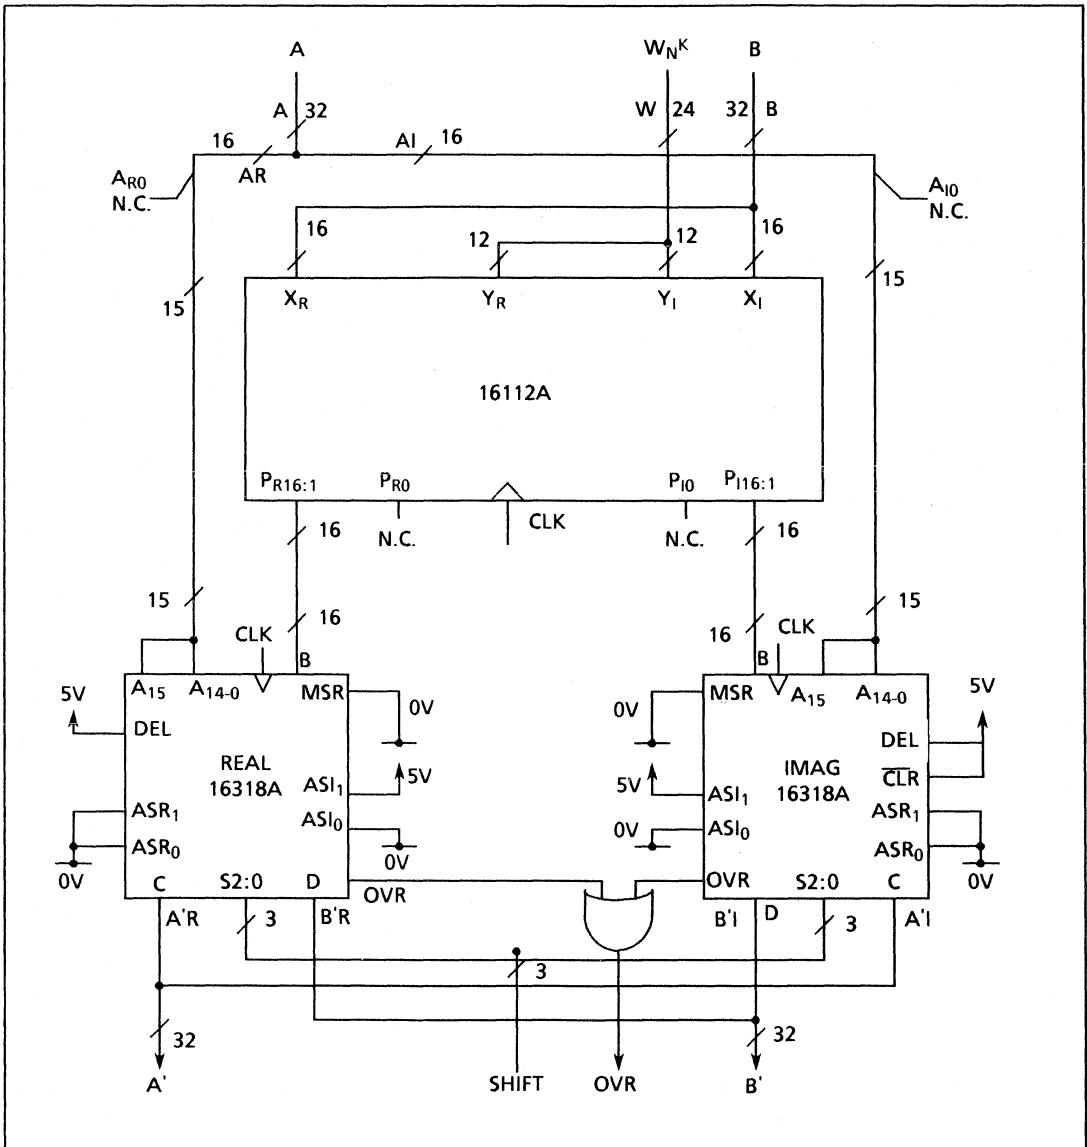 A W_N^K B
A 32 W 24 32 B
16 AR AI 16
A_R0 N.C.
A_I0 N.C.
16 12 12 16
15 15
X_R Y_R Y_I X_I
16112A
P_R16:1 P_R0 P_I0 P_I16:1
CLK
N.C. N.C.
16 16
15 15
16 16
CLK CLK
B B
A_15 A_14-0 MSR
MSR A_15 A_14-0
5V 0V 0V 5V
DEL DEL
REAL
16318A
IMAG
16318A
C̅L̅R̅
ASI_1 5V 5V ASI_1
ASR_1 ASR_1
ASI_0 0V 0V ASI_0
ASR_0 ASR_0
0V 0V
C S2:0 D OVR
OVR S2:0 C
A'R 3 B'R
B'I D 3 A'I
3
32 32
A' SHIFT OVR B'